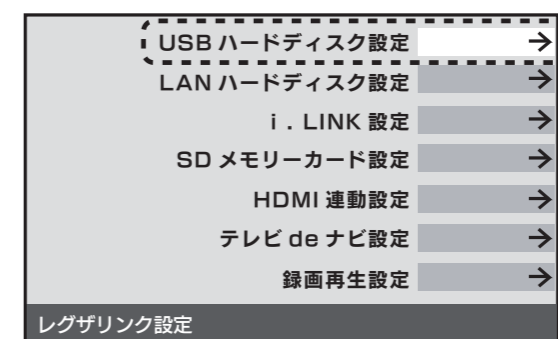 USB ハードディスク設定 →
LAN ハードディスク設定 →
i . LINK 設定 →
SD メモリーカード設定 →
HDMI 連動設定 →
テレビ de ナビ設定 →
録画再生設定 →
レグザリンク設定